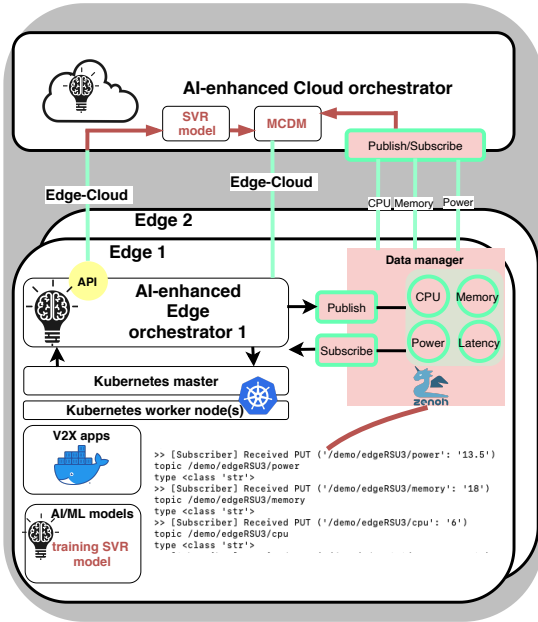 AI-enhanced Cloud orchestrator
SVR
model
MCDM
Publish/Subscribe
Edge-Cloud
Edge-Cloud
CPU
Memory
Power
Edge 2
Edge 1
Data manager
API
AI-enhanced
Edge
orchestrator 1
Publish
Subscribe
CPU
Memory
Power
Latency
zenoh
Kubernetes master
Kubernetes worker node(s)
V2X apps
AI/ML models
training SVR
model
>> [Subscriber] Received PUT ('/demo/edgeRSU3/power': '13.5')
topic /demo/edgeRSU3/power
type <class 'str'>
>> [Subscriber] Received PUT ('/demo/edgeRSU3/memory': '18')
topic /demo/edgeRSU3/memory
type <class 'str'>
>> [Subscriber] Received PUT ('/demo/edgeRSU3/cpu': '6')
topic /demo/edgeRSU3/cpu
type <class 'str'>